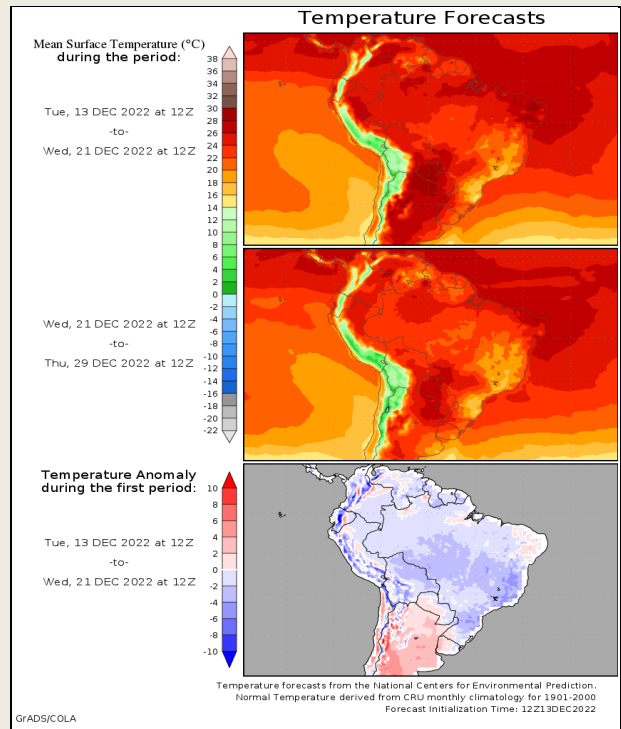 Temperature Forecasts
Mean Surface Temperature (°C)
during the period:
Tue, 13 DEC 2022 at 12Z
-to-
Wed, 21 DEC 2022 at 12Z
38
36
34
32
30
28
26
24
22
20
18
16
14
12
10
8
6
4
2
0
-2
-4
-6
-8
-10
-12
-14
-16
-18
-20
-22
Wed, 21 DEC 2022 at 12Z
-to-
Thu, 29 DEC 2022 at 12Z
Temperature Anomaly
during the first period:
Tue, 13 DEC 2022 at 12Z
-to-
Wed, 21 DEC 2022 at 12Z
10
8
6
4
2
0
-2
-4
-6
-8
-10
Temperature forecasts from the National Centers for Environmental Prediction.
Normal Temperature derived from CRU monthly climatology for 1901-2000
Forecast Initialization Time: 12Z13DEC2022
GrADS/COLA